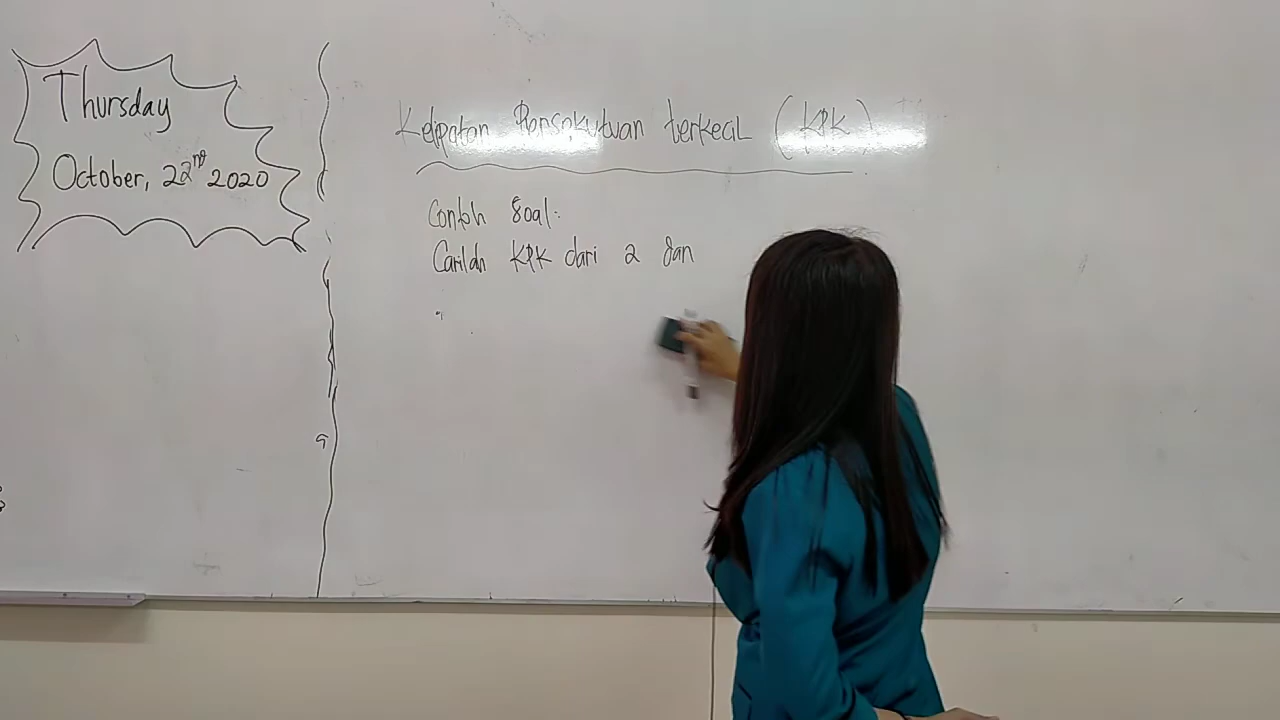 Thursday
October, 22nd 2020
Kelipatan Persekutuan terkecil (KPK)
Contoh Soal:
Carilah KPK dari 2 dan